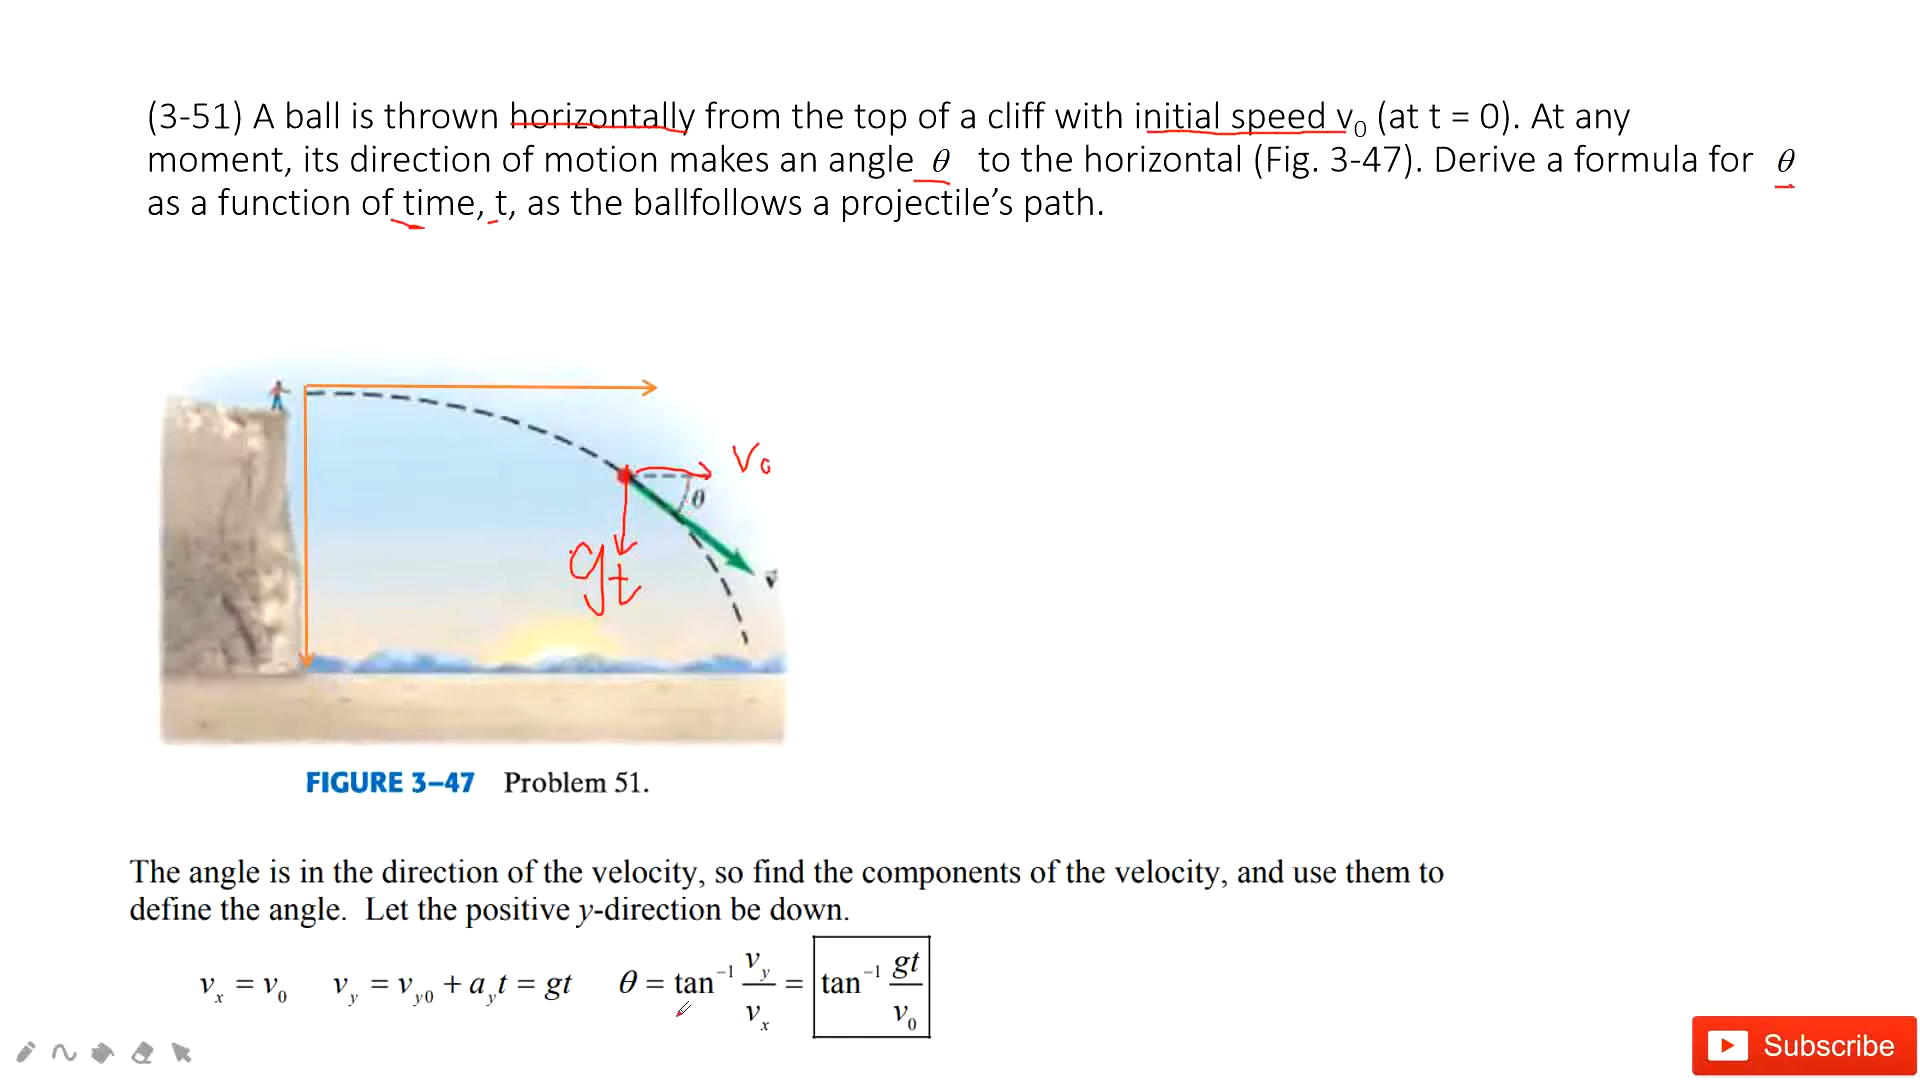 (3-51) A ball is thrown horizontally from the top of a cliff with initial speed v₀ (at t = 0). At any
moment, its direction of motion makes an angle θ to the horizontal (Fig. 3-47). Derive a formula for θ
as a function of time, t, as the ballfollows a projectile’s path.
v₀
θ
gt
v⃗
FIGURE 3–47 Problem 51.
The angle is in the direction of the velocity, so find the components of the velocity, and use them to
define the angle. Let the positive y-direction be down.
vₓ = v₀ v_y = v_y0 + a_y t = gt θ = tan⁻¹ v_y/vₓ = tan⁻¹ gt/v₀
Subscribe